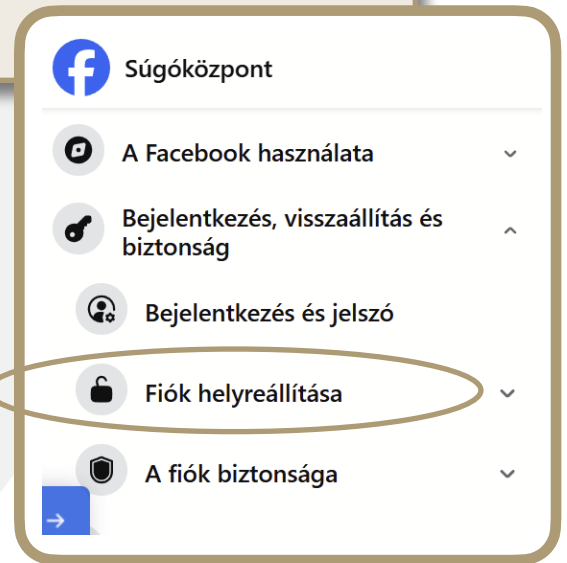 Súgóközpont
A Facebook használata
Bejelentkezés, visszaállítás és
biztonság
Bejelentkezés és jelszó
Fiók helyreállítása
A fiók biztonsága